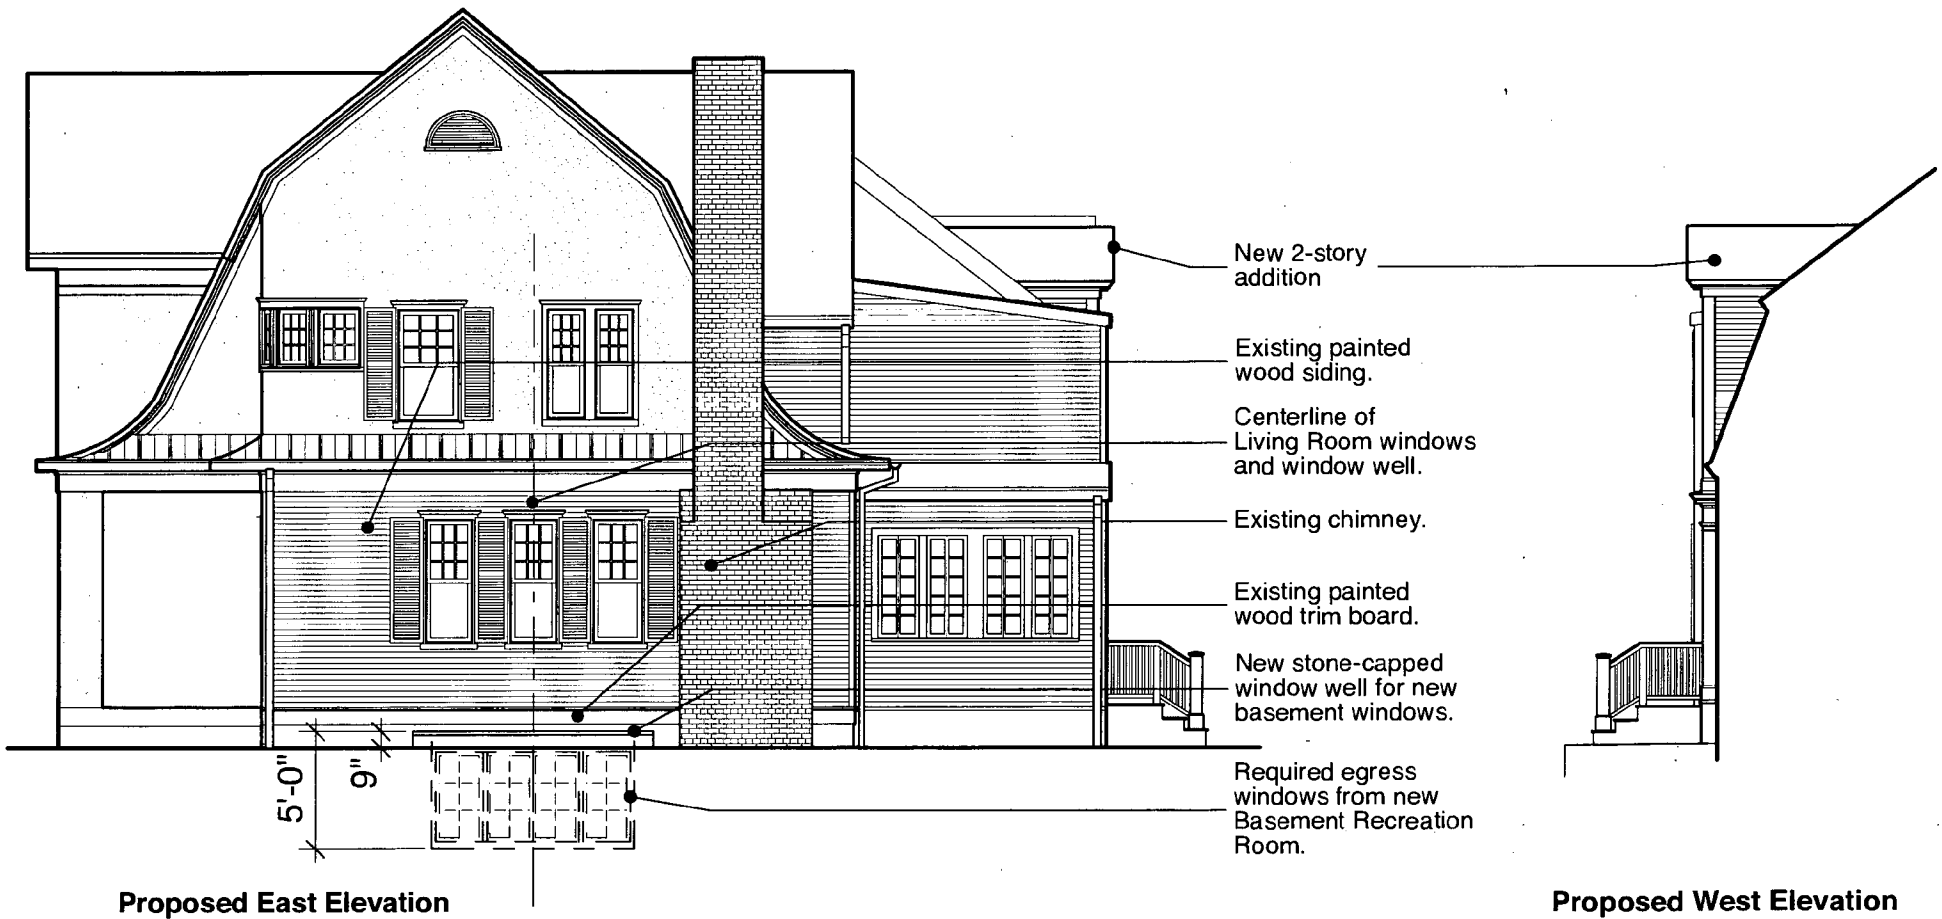 New 2-story
addition
Existing painted
wood siding.
Centerline of
Living Room windows
and window well.
Existing chimney.
Existing painted
wood trim board.
New stone-capped
window well for new
basement windows.
5'-0"
9"
Required egress
windows from new
Basement Recreation
Room.
Proposed East Elevation
Proposed West Elevation